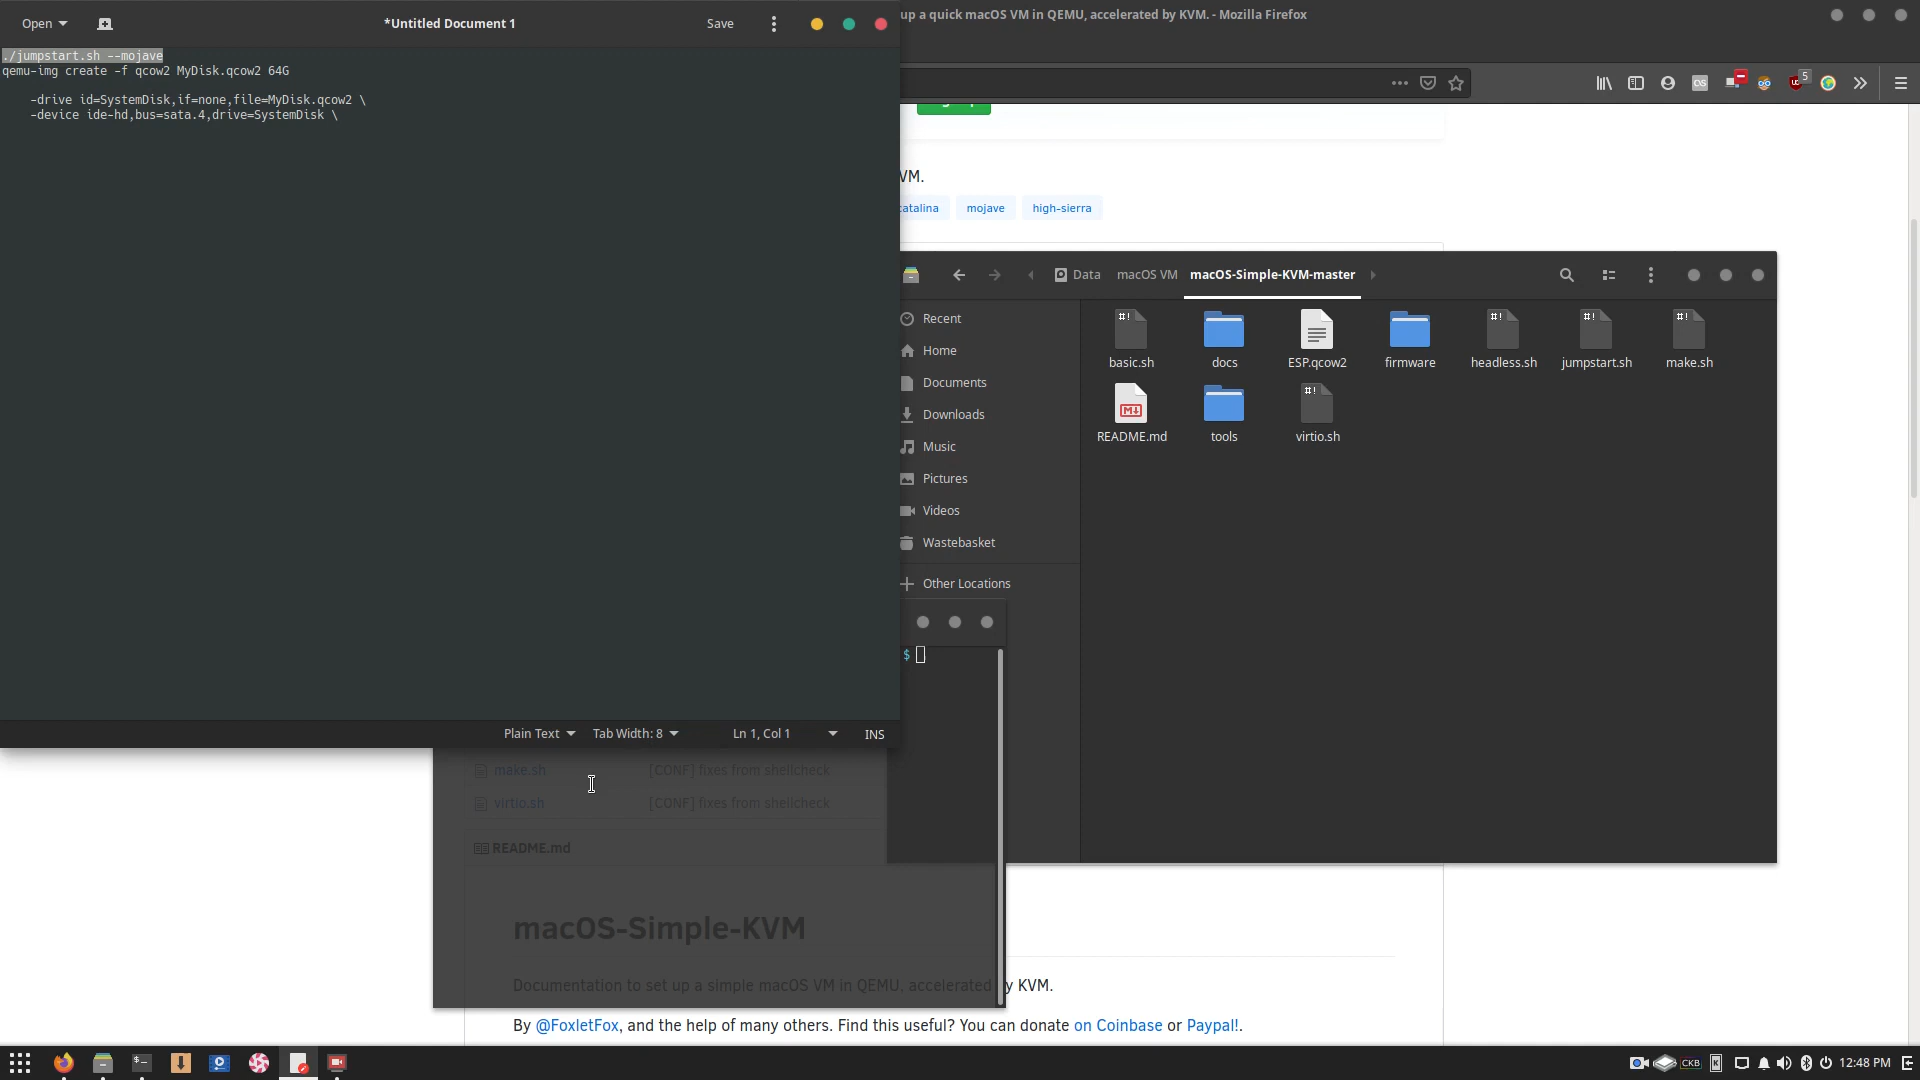 Open
*Untitled Document 1
Save
./jumpstart.sh --mojave
qemu-img create -f qcow2 MyDisk.qcow2 64G
-drive id=SystemDisk,if=none,file=MyDisk.qcow2 \
-device ide-hd,bus=sata.4,drive=SystemDisk \
Plain Text
Tab Width: 8
Ln 1, Col 1
INS
up a quick macOS VM in QEMU, accelerated by KVM. - Mozilla Firefox
5
VM.
catalina
mojave
high-sierra
Data
macOS VM
macOS-Simple-KVM-master
Recent
Home
Documents
Downloads
Music
Pictures
Videos
Wastebasket
Other Locations
#!
#!
#!
#!
basic.sh
docs
ESP.qcow2
firmware
headless.sh
jumpstart.sh
make.sh
#!
README.md
tools
virtio.sh
$
make.sh
[CONF] fixes from shellcheck
virtio.sh
[CONF] fixes from shellcheck
README.md
macOS-Simple-KVM
Documentation to set up a simple macOS VM in QEMU, accelerated by KVM.
By @FoxletFox, and the help of many others. Find this useful? You can donate on Coinbase or Paypal!.
CKB
12:48 PM